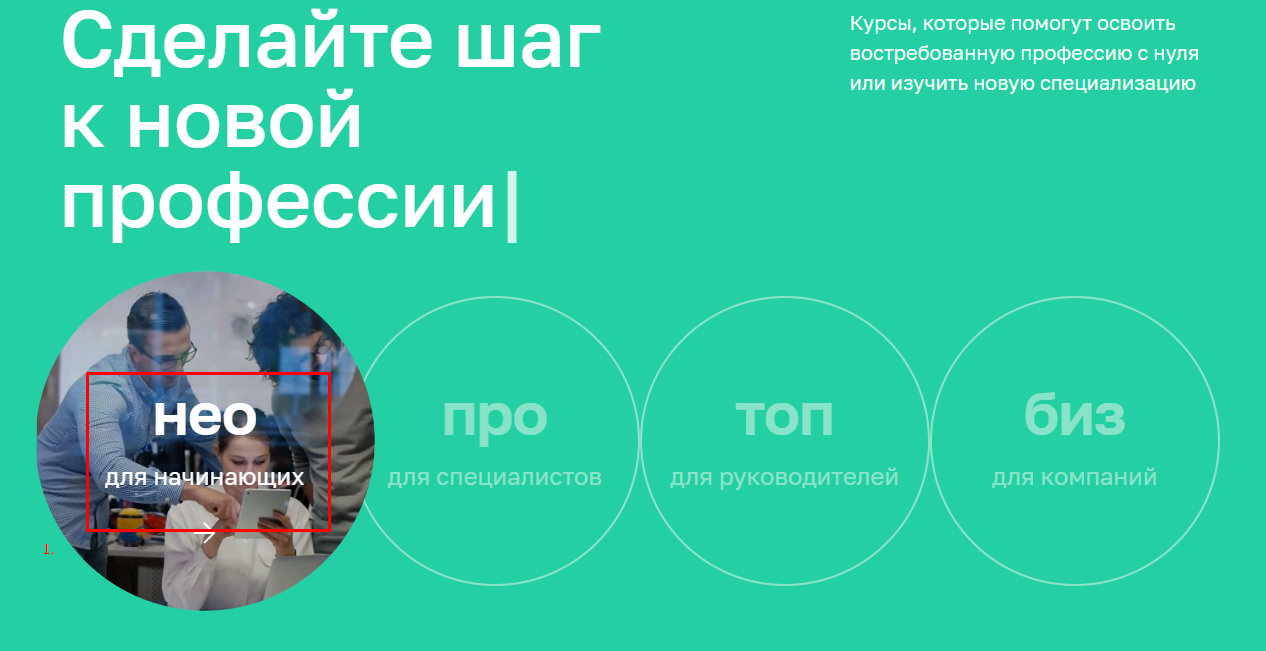 Сделайте шаг
к новой
профессии|
Курсы, которые помогут освоить
востребованную профессию с нуля
или изучить новую специализацию
нео
для начинающих
про
для специалистов
топ
для руководителей
биз
для компаний
1.